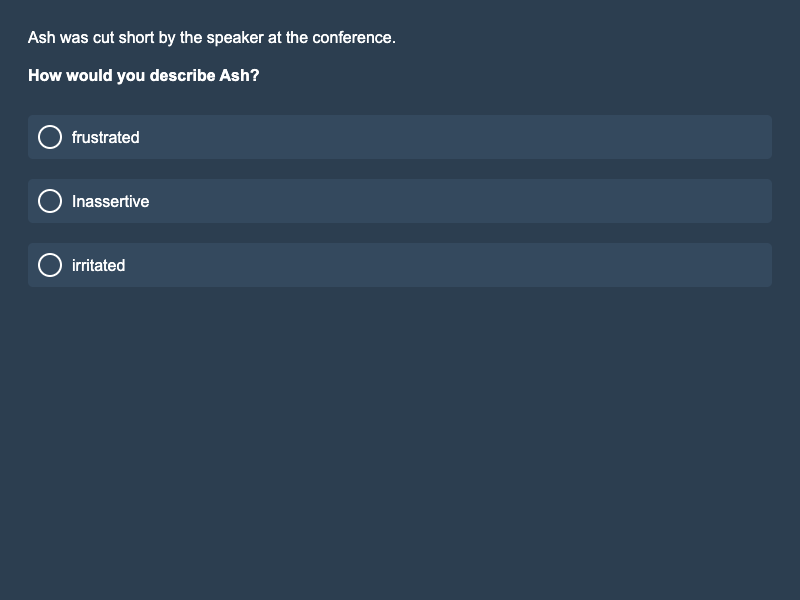 Ash was cut short by the speaker at the conference.
How would you describe Ash?
frustrated
Inassertive
irritated